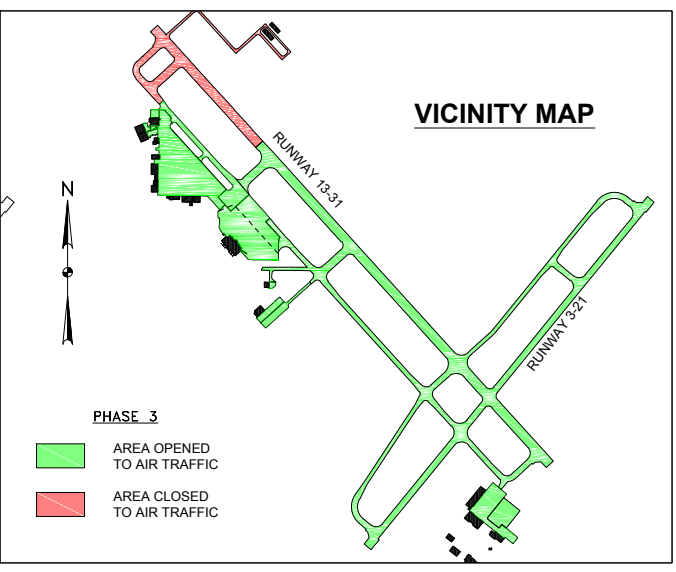 VICINITY MAP
RUNWAY 13-31
N
RUNWAY 3-21
PHASE 3
AREA OPENED
TO AIR TRAFFIC
AREA CLOSED
TO AIR TRAFFIC